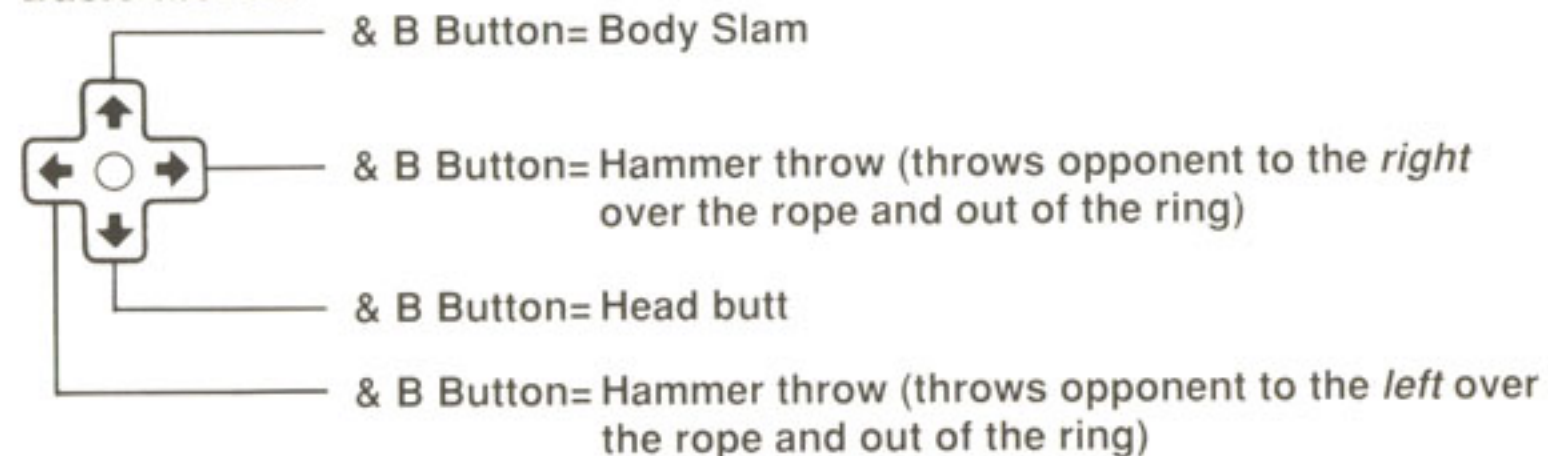 & B Button= Body Slam
& B Button= Hammer throw (throws opponent to the right
over the rope and out of the ring)
& B Button= Head butt
& B Button= Hammer throw (throws opponent to the left over
the rope and out of the ring)